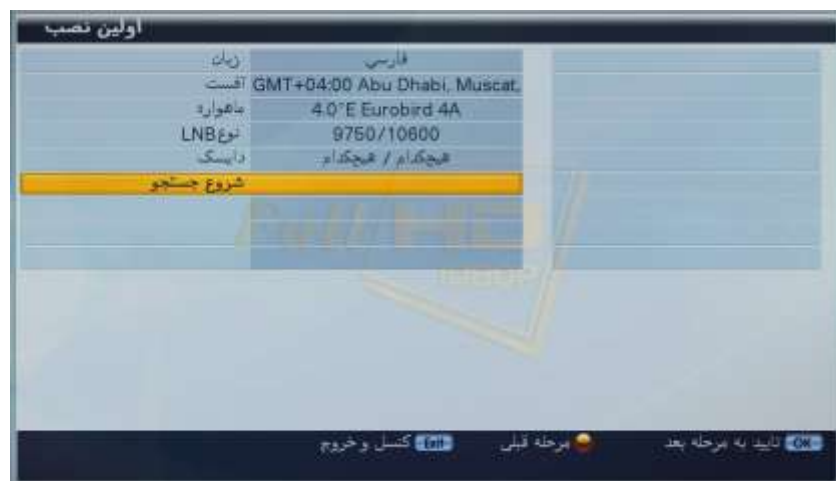 اولین نصب
زبان فارسی
آفست GMT+04:00 Abu Dhabi, Muscat,
ماهواره 4.0°E Eurobird 4A
نوع LNB 9750/10600
دایسک هیچکدام / هیچکدام
شروع جستجو
OK تایید به مرحله بعد مرحله قبلی Exit کنسل و خروج